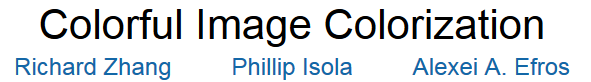 Colorful Image Colorization
Richard Zhang Phillip Isola Alexei A. Efros